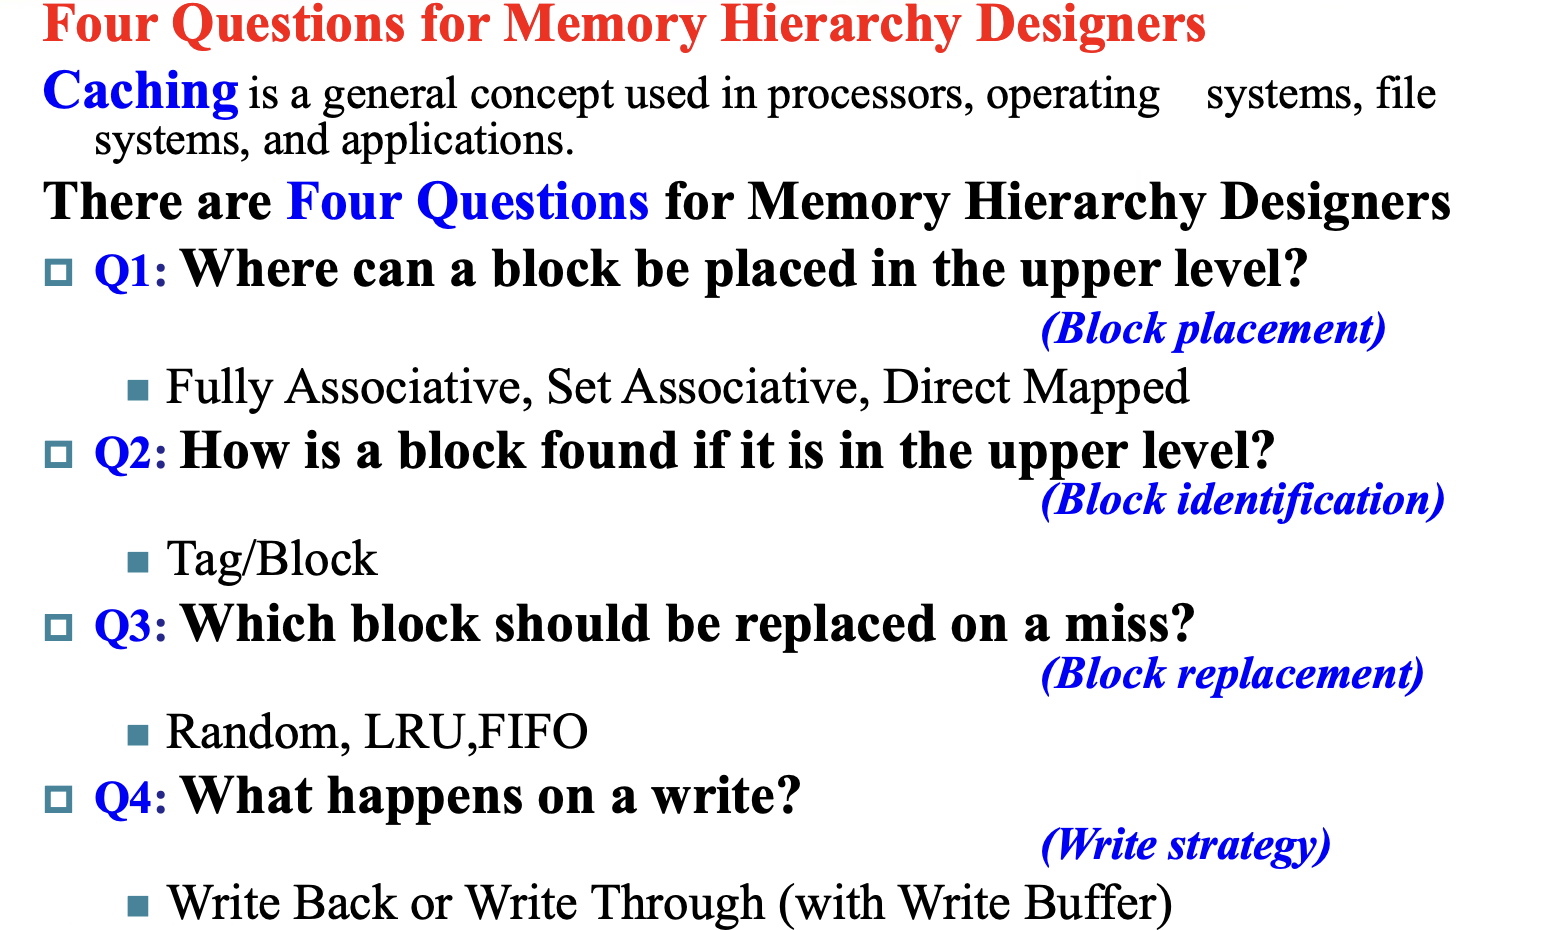 Four Questions for Memory Hierarchy Designers
Caching is a general concept used in processors, operating systems, file
systems, and applications.
There are Four Questions for Memory Hierarchy Designers
Q1: Where can a block be placed in the upper level?
(Block placement)
Fully Associative, Set Associative, Direct Mapped
Q2: How is a block found if it is in the upper level?
(Block identification)
Tag/Block
Q3: Which block should be replaced on a miss?
(Block replacement)
Random, LRU,FIFO
Q4: What happens on a write?
(Write strategy)
Write Back or Write Through (with Write Buffer)